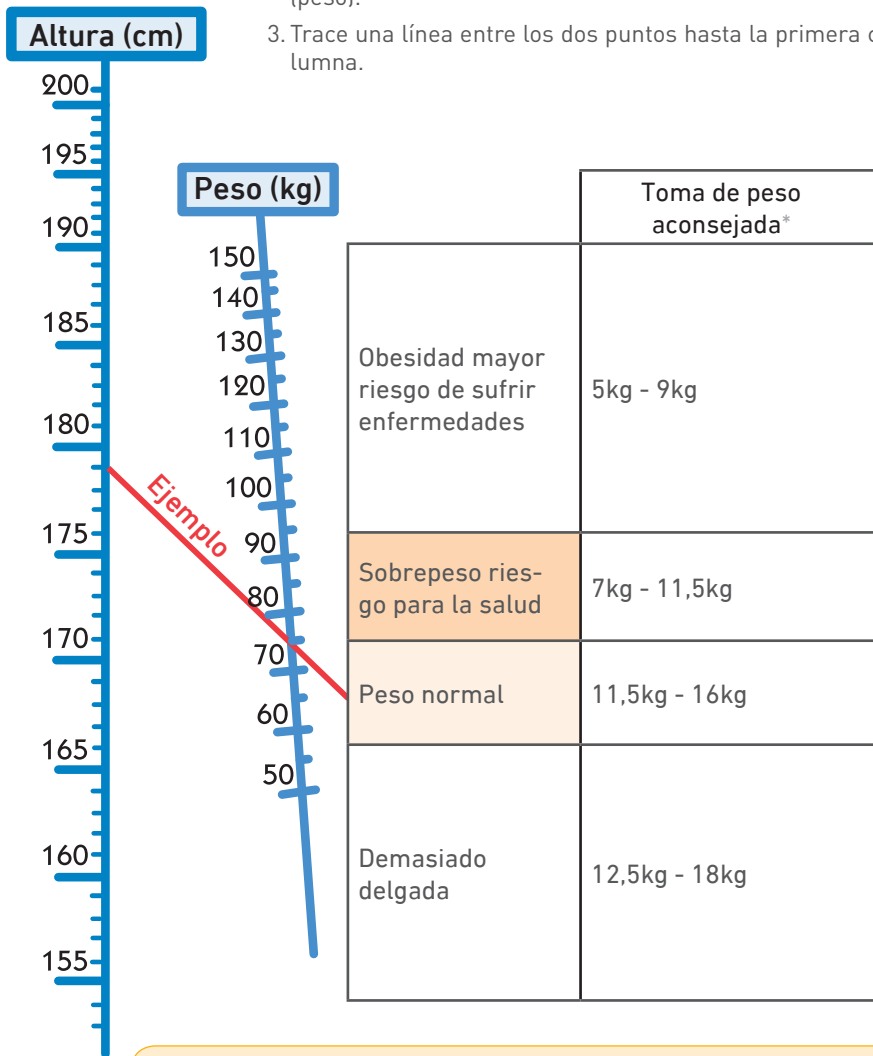 (peso).
3. Trace una línea entre los dos puntos hasta la primera
lumna.
Altura (cm)
200
195
190
185
180
175
170
165
160
155
Peso (kg)
150
140
130
120
110
100
90
80
70
60
50
Ejemplo
Toma de peso
aconsejada*
Obesidad mayor
riesgo de sufrir
enfermedades
5kg - 9kg
Sobrepeso ries-
go para la salud
7kg - 11,5kg
Peso normal
11,5kg - 16kg
Demasiado
delgada
12,5kg - 18kg